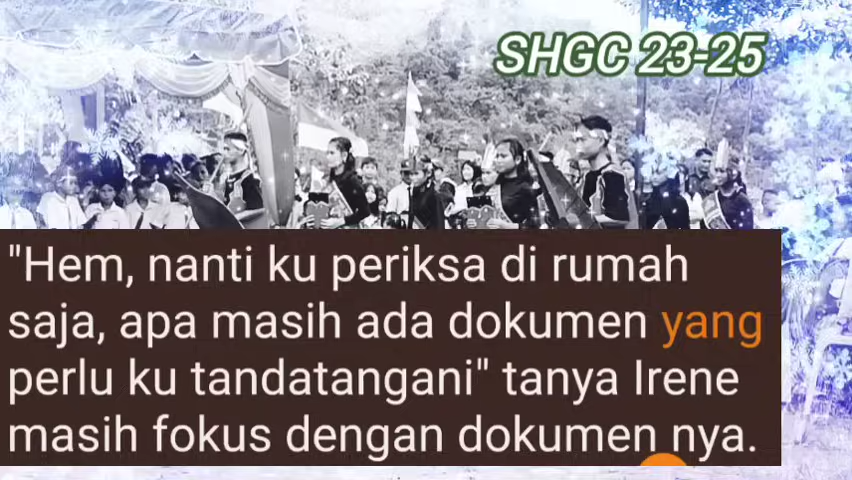 SHGC 23-25
"Hem, nanti ku periksa di rumah
saja, apa masih ada dokumen yang
perlu ku tandatangani" tanya Irene
masih fokus dengan dokumen nya.